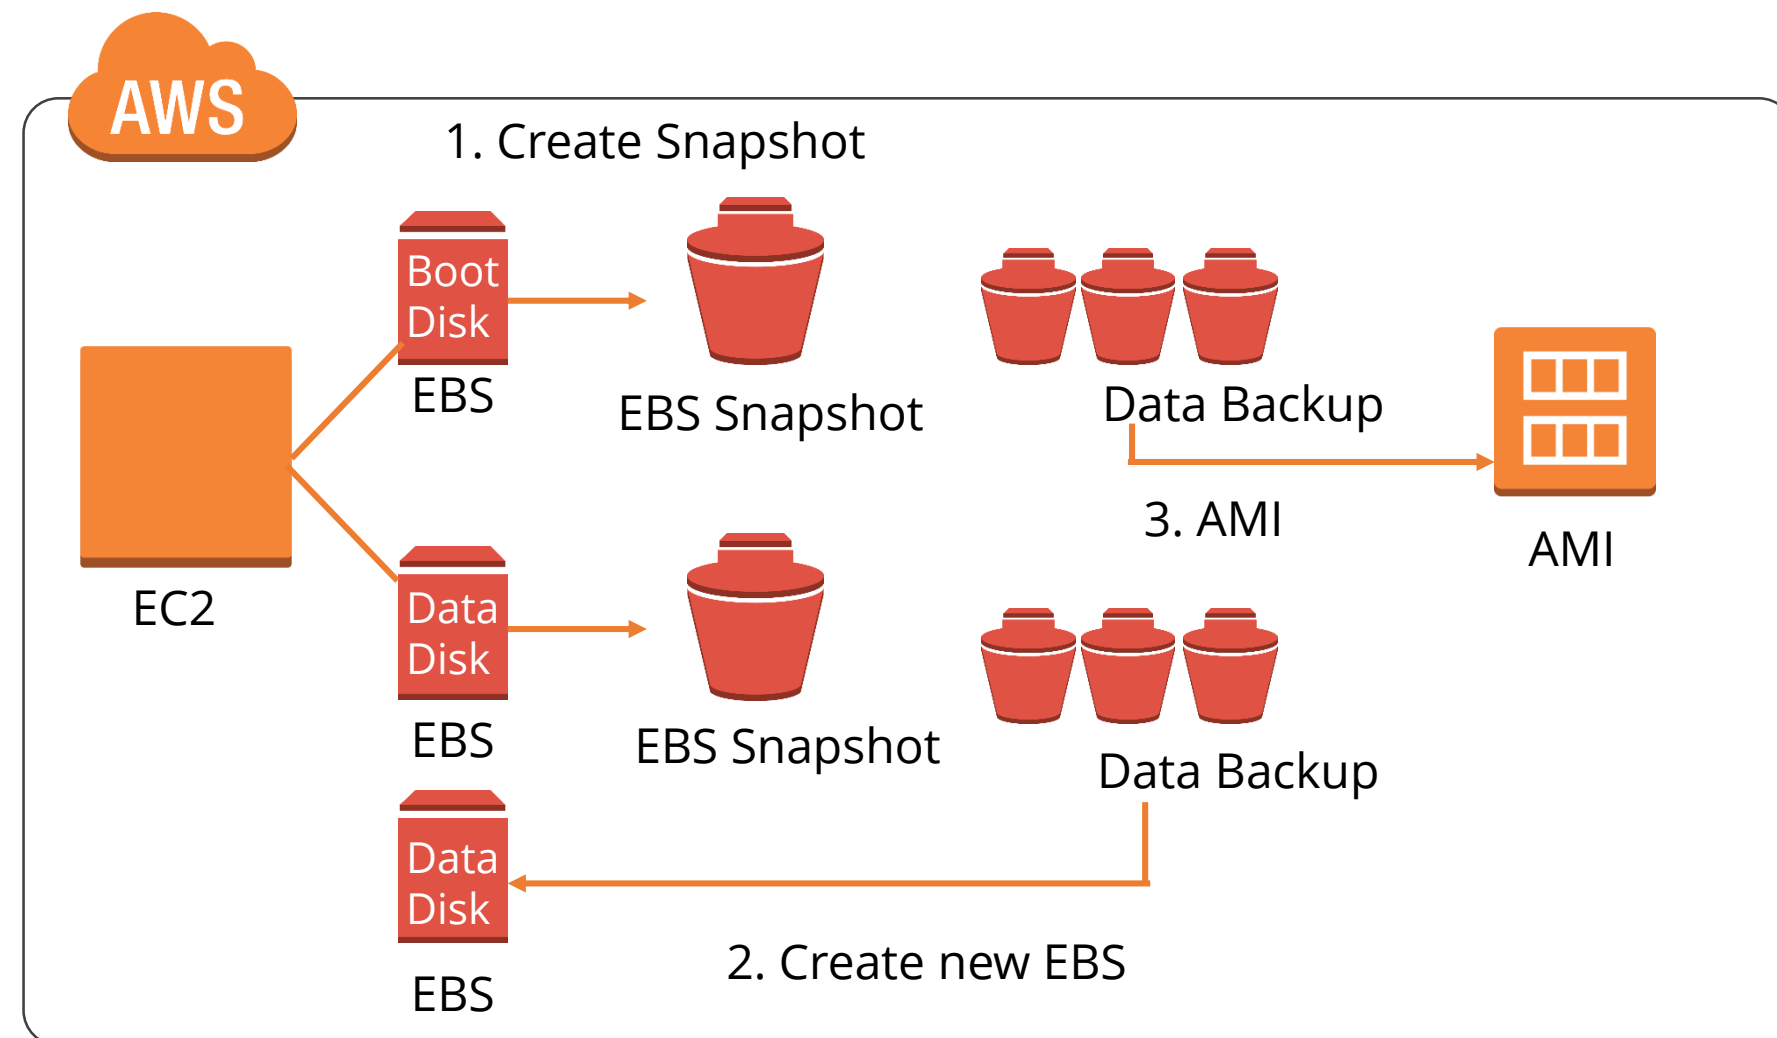 AWS
1. Create Snapshot
Boot
Disk
EBS
EBS Snapshot
Data Backup
3. AMI
AMI
EC2
Data
Disk
EBS
EBS Snapshot
Data Backup
Data
Disk
EBS
2. Create new EBS